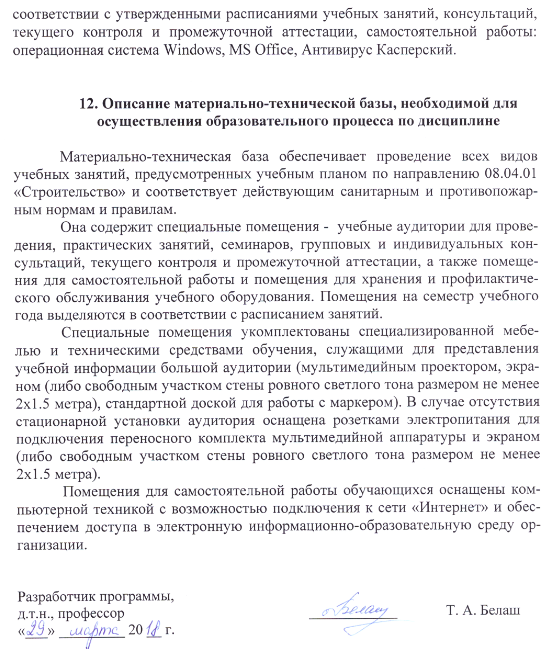 соответствии с утвержденными расписаниями учебных занятий, консультаций,
текущего контроля и промежуточной аттестации, самостоятельной работы:
операционная система Windows, MS Office, Антивирус Касперский.
12. Описание материально-технической базы, необходимой для
осуществления образовательного процесса по дисциплине
Материально-техническая база обеспечивает проведение всех видов
учебных занятий, предусмотренных учебным планом по направлению 08.04.01
«Строительство» и соответствует действующим санитарным и противопожар-
ным нормам и правилам.
Она содержит специальные помещения - учебные аудитории для прове-
дения, практических занятий, семинаров, групповых и индивидуальных кон-
сультаций, текущего контроля и промежуточной аттестации, а также помеще-
ния для самостоятельной работы и помещения для хранения и профилактиче-
ского обслуживания учебного оборудования. Помещения на семестр учебного
года выделяются в соответствии с расписанием занятий.
Специальные помещения укомплектованы специализированной мебе-
лью и техническими средствами обучения, служащими для представления
учебной информации большой аудитории (мультимедийным проектором, экра-
ном (либо свободным участком стены ровного светлого тона размером не менее
2х1.5 метра), стандартной доской для работы с маркером). В случае отсутствия
стационарной установки аудитория оснащена розетками электропитания для
подключения переносного комплекта мультимедийной аппаратуры и экраном
(либо свободным участком стены ровного светлого тона размером не менее
2х1.5 метра).
Помещения для самостоятельной работы обучающихся оснащены ком-
пьютерной техникой с возможностью подключения к сети «Интернет» и обес-
печением доступа в электронную информационно-образовательную среду ор-
ганизации.
Разработчик программы,
д.т.н., профессор Белаш Т. А. Белаш
«29» марта 2018 г.